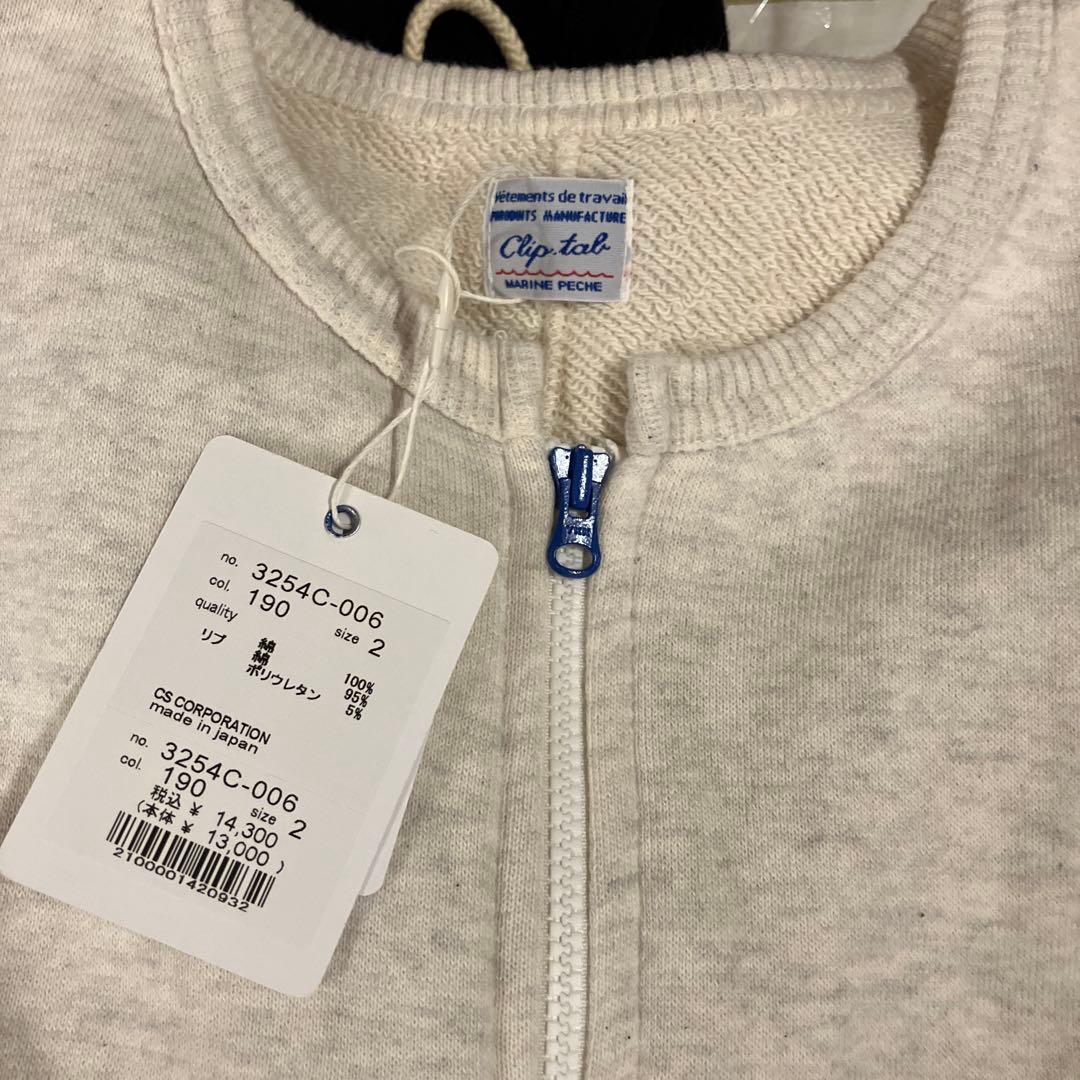 Vêtements de travail
PRODUITS MANUFACTURE
Clip.tab
MARINE PECHE
no. 3254C-006
col. 190 size 2
quality
綿 100%
リブ 綿 95%
ポリウレタン 5%
CS CORPORATION
made in japan
no. 3254C-006
col. 190 size 2
税込 ¥ 14,300
(本体 ¥ 13,000)
2100001420932